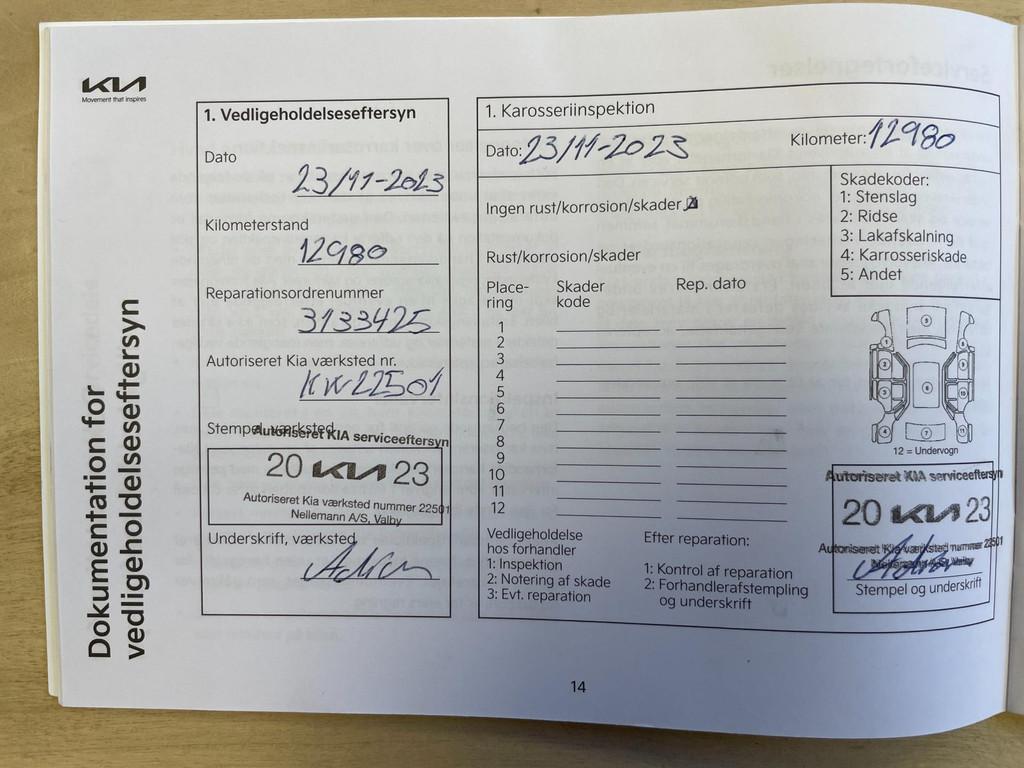 KIA
Movement that inspires
Dokumentation for
vedligeholdelseseftersyn
1. Vedligeholdelseseftersyn
Dato
23/11-2023
Kilometerstand
12980
Reparationsordrenummer
3133425
Autoriseret Kia værksted nr.
KW22501
Stempel, værksted
Autoriseret KIA serviceeftersyn
20 KIA 23
Autoriseret Kia værksted nummer 22501
Nellemann A/S, Valby
Underskrift, værksted
1. Karosseriinspektion
Dato: 23/11-2023 Kilometer: 12980
Ingen rust/korrosion/skader
Rust/korrosion/skader
Skadekoder:
1: Stenslag
2: Ridse
3: Lakafskalning
4: Karrosseriskade
5: Andet
Place- Skader Rep. dato
ring kode
1
2
3
4
5
6
7
8
9
10
11
12
12 = Undervogn
Vedligeholdelse
hos forhandler
1: Inspektion
2: Notering af skade
3: Evt. reparation
Efter reparation:
1: Kontrol af reparation
2: Forhandlerafstempling
og underskrift
Autoriseret KIA serviceeftersyn
20 KIA 23
Autoriseret Kia værksted nummer 22501
Nellemann A/S, Valby
Stempel og underskrift
14